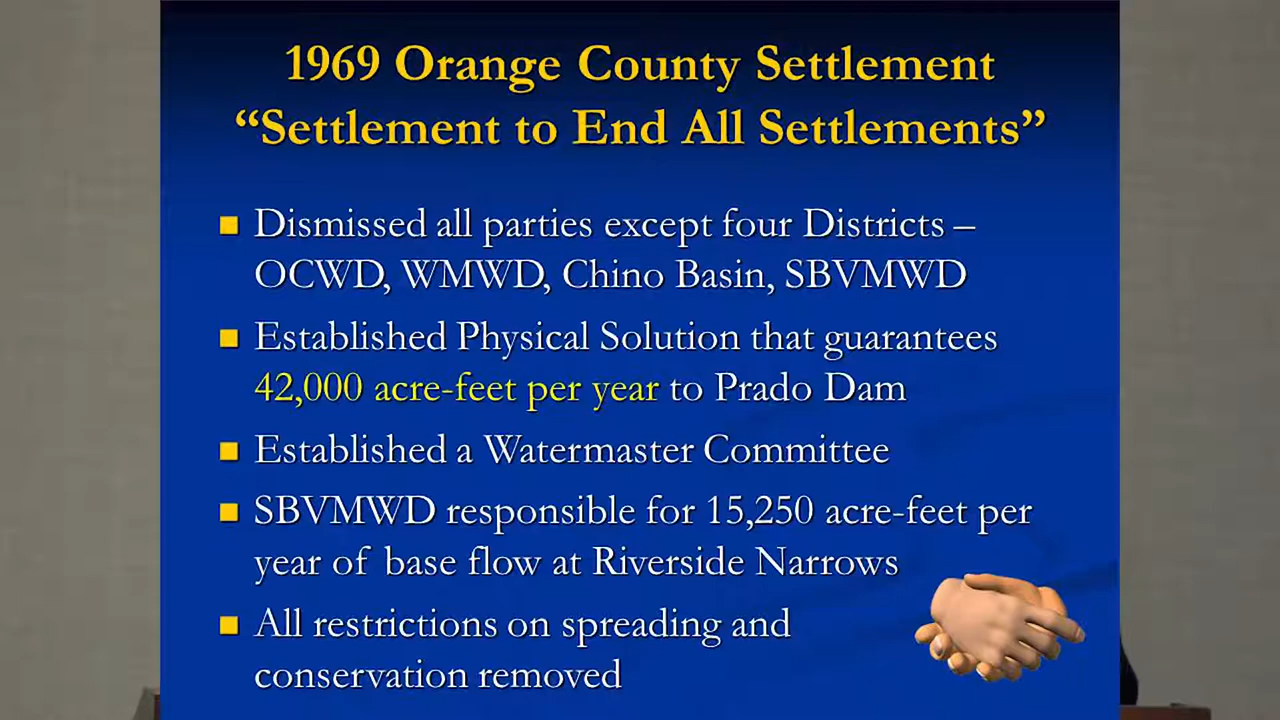 1969 Orange County Settlement
“Settlement to End All Settlements”
Dismissed all parties except four Districts –
OCWD, WMWD, Chino Basin, SBVMWD
Established Physical Solution that guarantees
42,000 acre-feet per year to Prado Dam
Established a Watermaster Committee
SBVMWD responsible for 15,250 acre-feet per
year of base flow at Riverside Narrows
All restrictions on spreading and
conservation removed